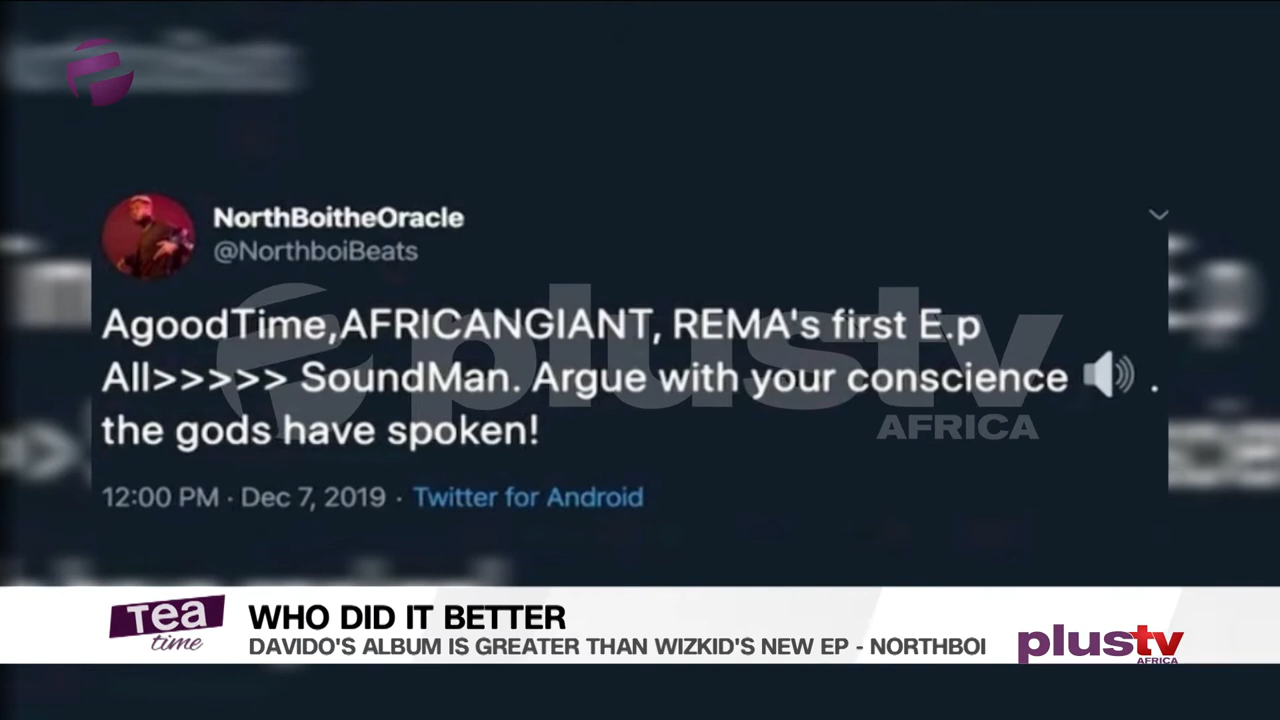 NorthBoitheOracle
@NorthboiBeats
AgoodTime,AFRICANGIANT, REMA's first E.p
All>>>>> SoundMan. Argue with your conscience 🔊 .
the gods have spoken!
12:00 PM · Dec 7, 2019 · Twitter for Android
plustv
AFRICA
Tea
time
WHO DID IT BETTER
DAVIDO'S ALBUM IS GREATER THAN WIZKID'S NEW EP - NORTHBOI
plustv
AFRICA